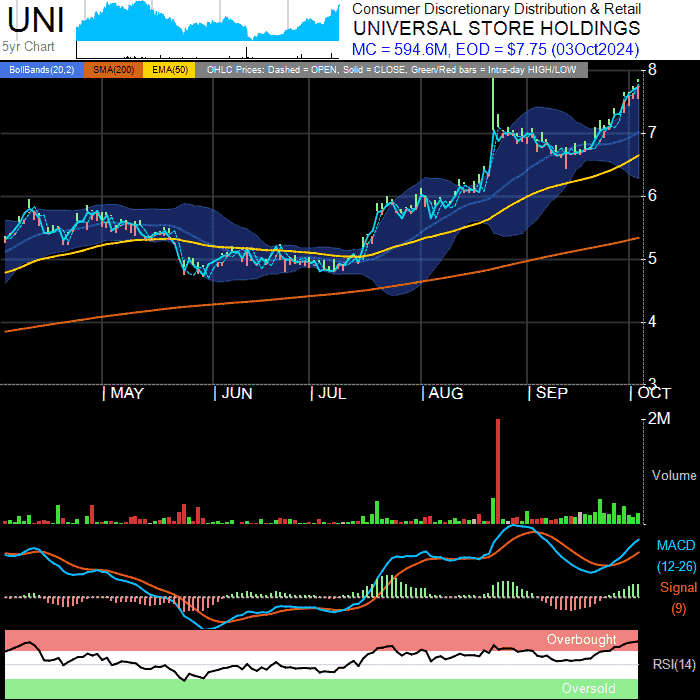 UNI
5yr Chart
Consumer Discretionary Distribution & Retail
UNIVERSAL STORE HOLDINGS
MC = 594.6M, EOD = $7.75 (03Oct2024)
BollBands(20,2) SMA(200) EMA(50) OHLC Prices: Dashed = OPEN, Solid = CLOSE, Green/Red bars = Intra-day HIGH/LOW
8
7
6
5
4
3
| MAY | JUN | JUL | AUG | SEP | OCT
2M
Volume
MACD
(12-26)
Signal
(9)
Overbought
RSI(14)
Oversold